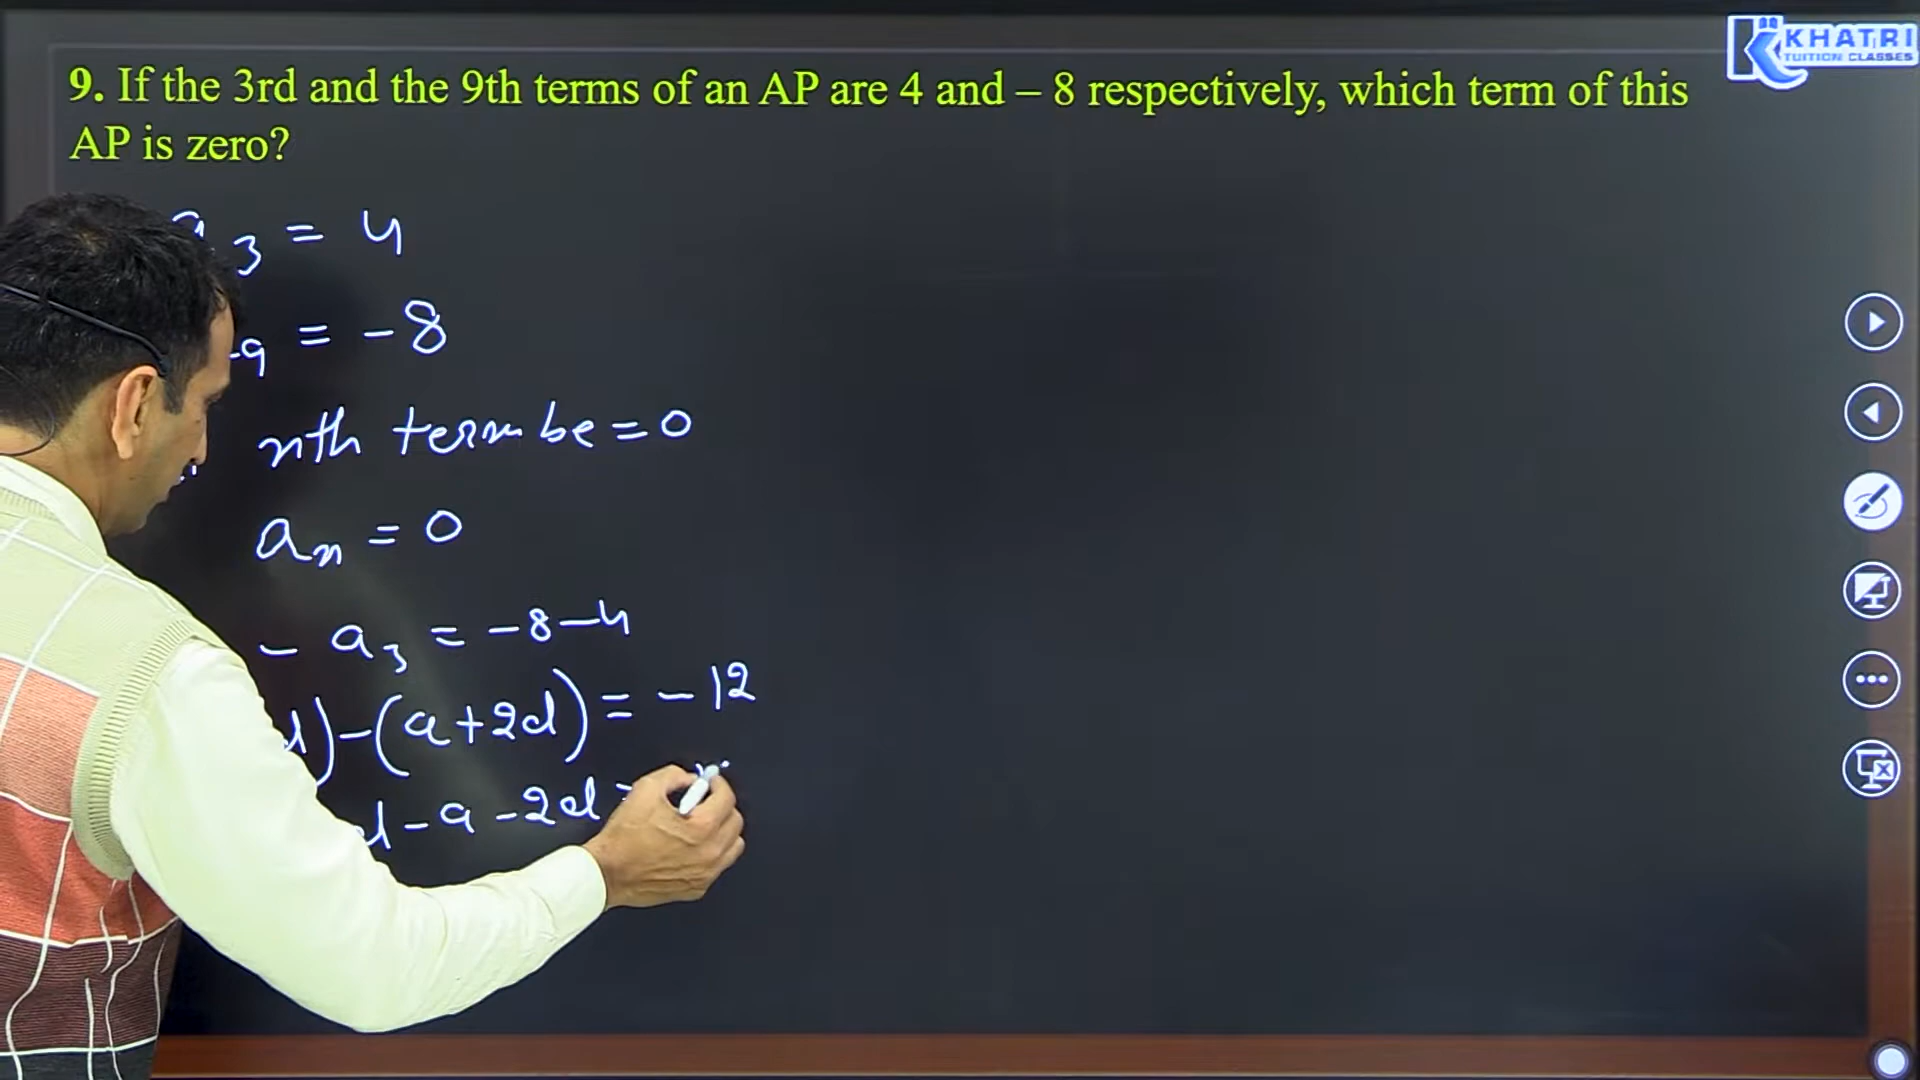 KHATRI
TUITION CLASSES
9. If the 3rd and the 9th terms of an AP are 4 and – 8 respectively, which term of this
AP is zero?
a3 = 4
9 = -8
nth term be = 0
an = 0
- a3 = -8-4
d)-(a+2d) = -12
d-a-2d =